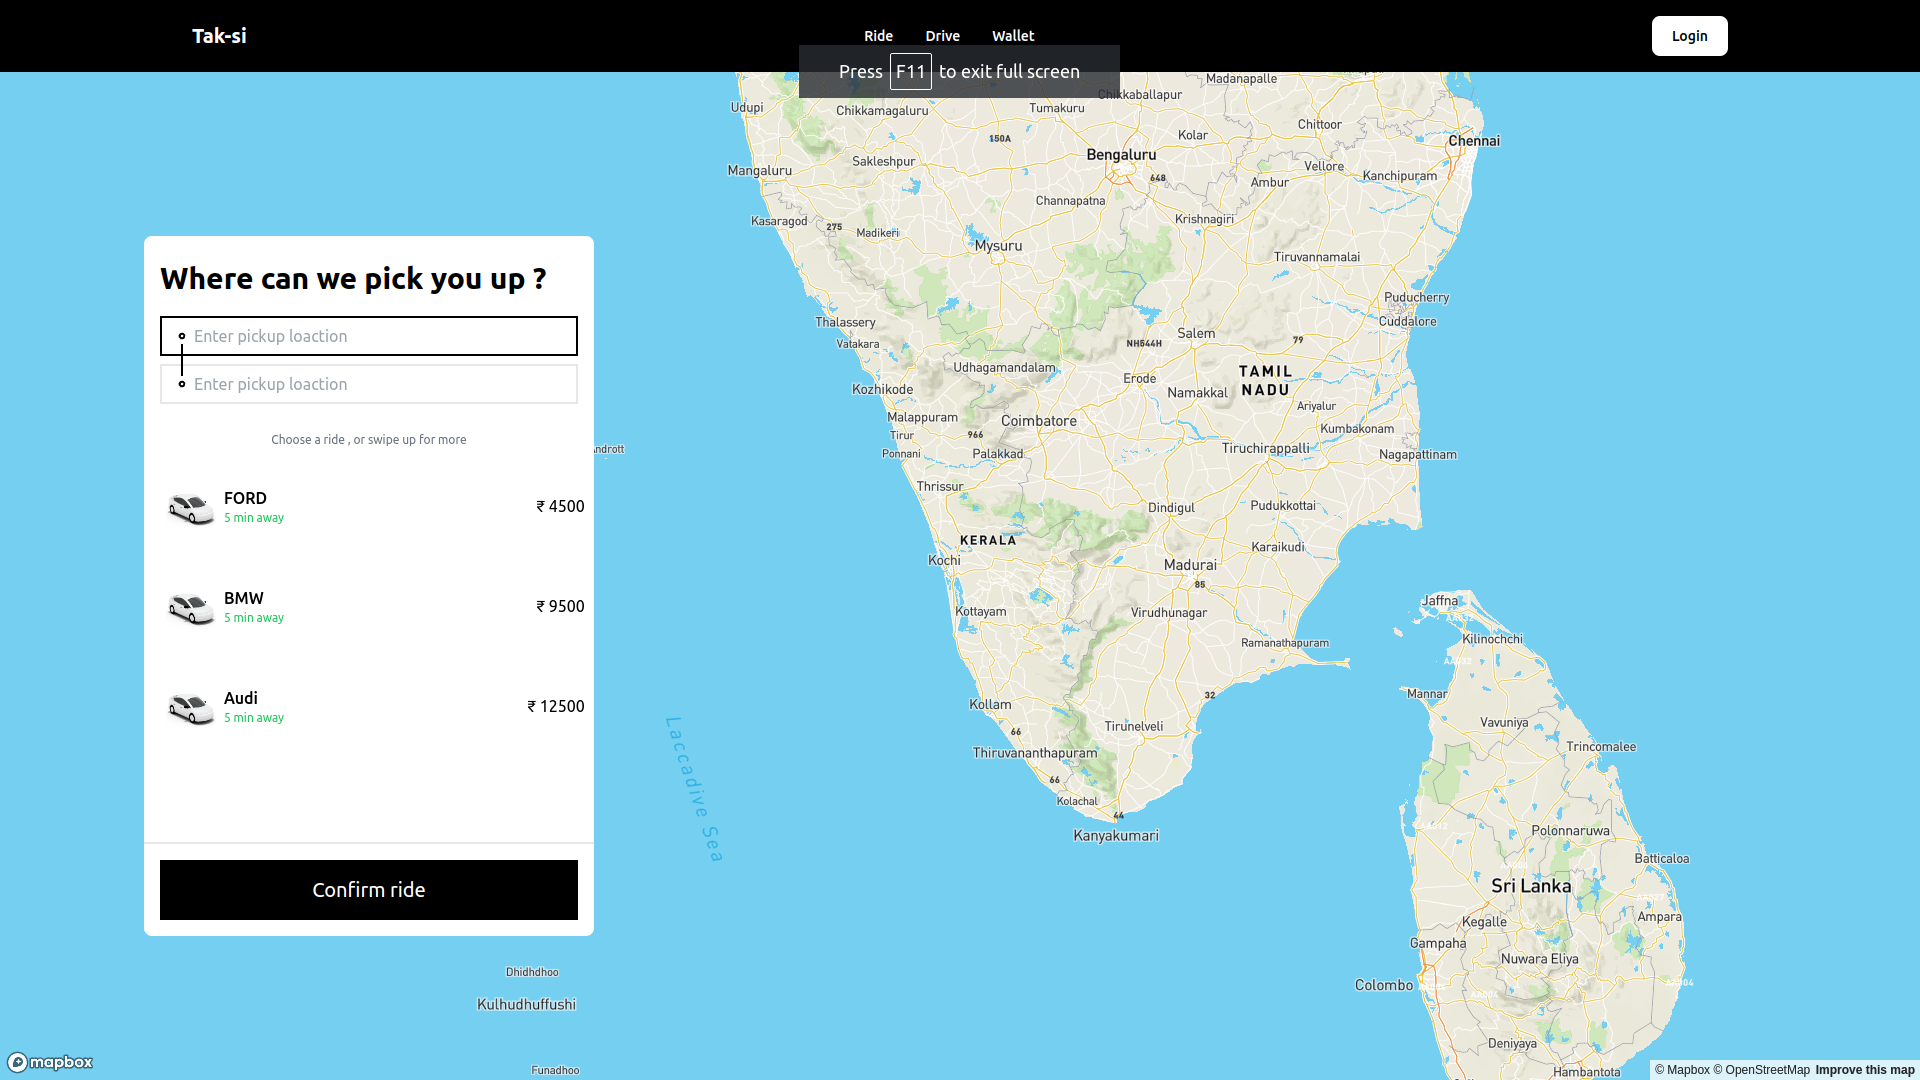 Tak-si
Ride
Drive
Wallet
Login
Press F11 to exit full screen
Where can we pick you up ?
Enter pickup loaction
Enter pickup loaction
Choose a ride , or swipe up for more
FORD
5 min away
₹ 4500
BMW
5 min away
₹ 9500
Audi
5 min away
₹ 12500
Confirm ride
Madanapalle
Udupi
Chikkamagaluru
Tumakuru
Chikkaballapur
Chittoor
Kolar
150A
Chennai
Bengaluru
Mangaluru
Sakleshpur
Vellore
Kanchipuram
648
Ambur
Channapatna
Kasaragod
275
Madikeri
Krishnagiri
Mysuru
Tiruvannamalai
Puducherry
Thalassery
Cuddalore
Salem
79
Vatakara
NH544H
Udhagamandalam
TAMIL
NADU
Erode
Kozhikode
Namakkal
Ariyalur
Malappuram
Coimbatore
Kumbakonam
Tirur
966
Tiruchirappalli
Ponnani
Palakkad
Nagapattinam
Thrissur
Dindigul
Pudukkottai
KERALA
Karaikudi
Kochi
Madurai
85
Jaffna
Kottayam
Virudhunagar
AA032
Kilinochchi
Ramanathapuram
AA032
Mannar
32
Kollam
Vavuniya
Tirunelveli
66
Trincomalee
Thiruvananthapuram
66
Kolachal
44
Kanyakumari
Laccadive Sea
Polonnaruwa
Batticaloa
Sri Lanka
Ampara
Kegalle
Gampaha
Nuwara Eliya
Colombo
Dhidhdhoo
Kulhudhuffushi
Deniyaya
Funadhoo
Hambantota
mapbox
© Mapbox © OpenStreetMap Improve this map